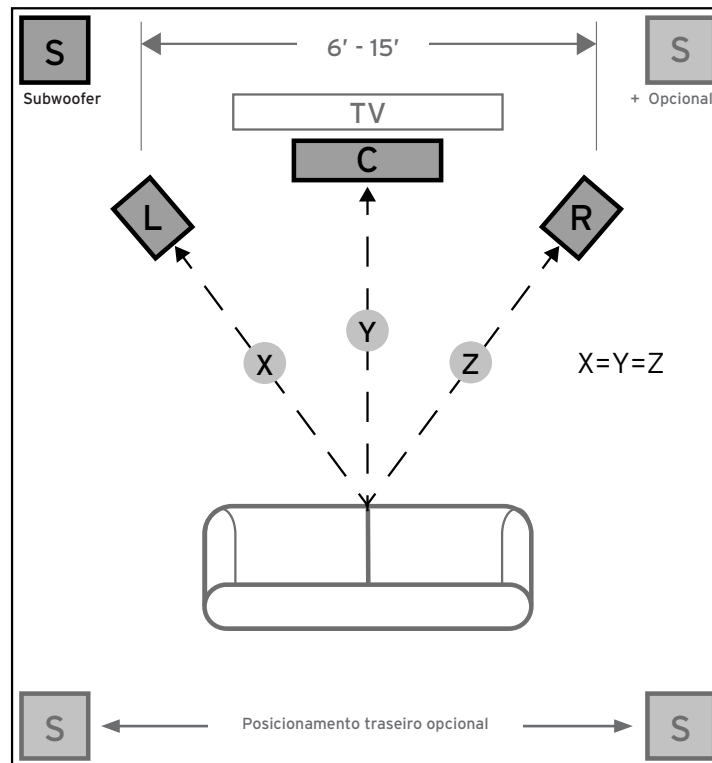 S
6' - 15'
S
Subwoofer
+ Opcional
TV
C
L
R
Y
X
Z
X=Y=Z
S
Posicionamento traseiro opcional
S